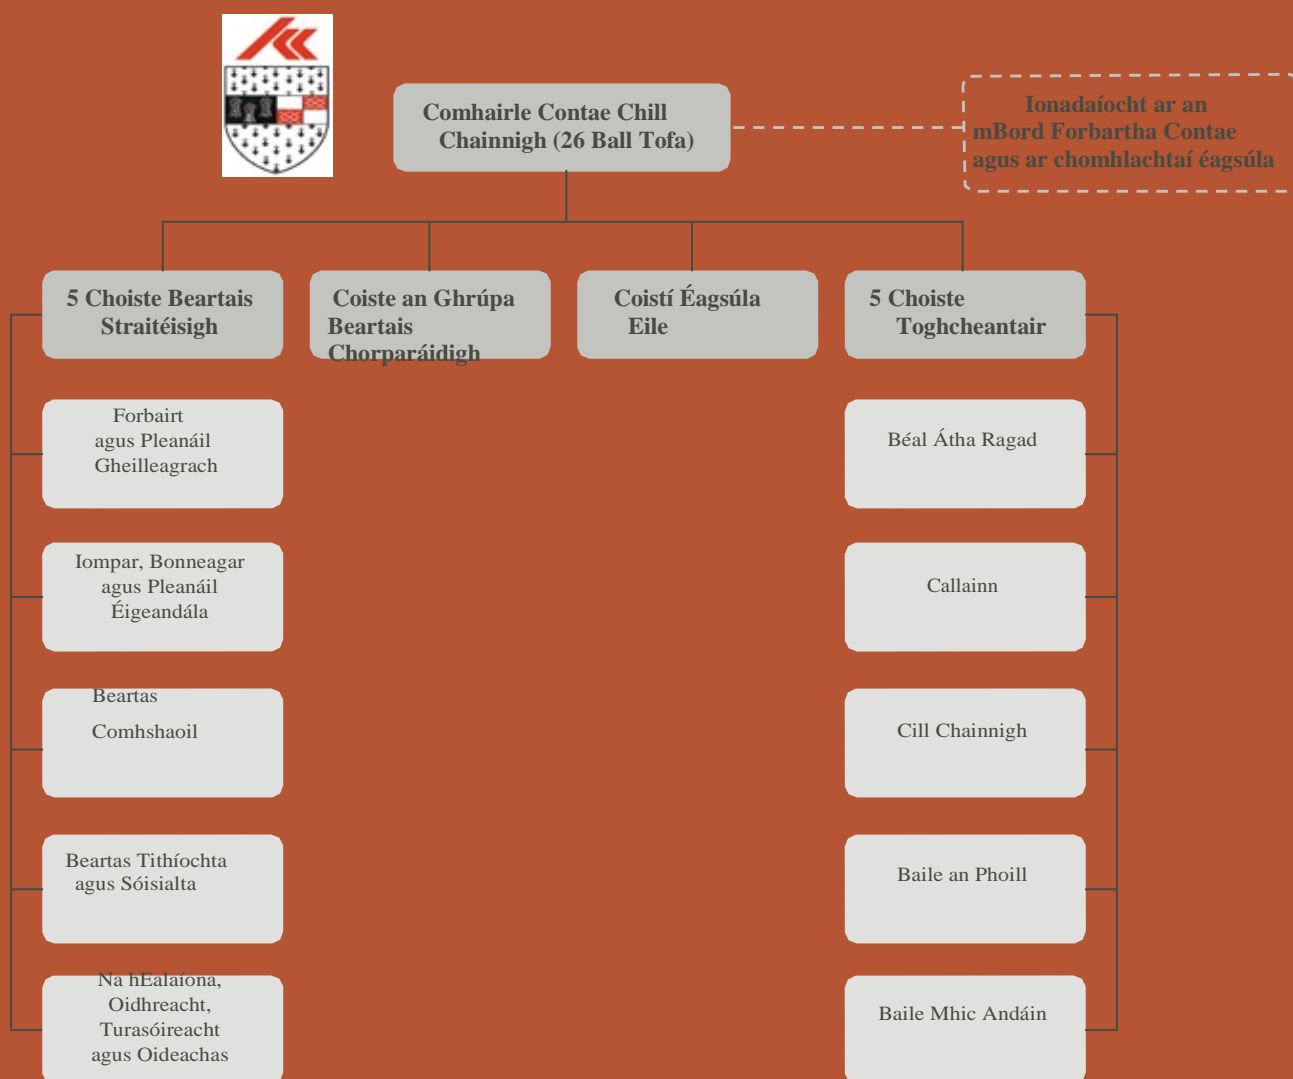 Comhairle Contae Chill
Chainnigh (26 Ball Tofa)
Ionadaíocht ar an
mBord Forbartha Contae
agus ar chomhlachtaí éagsúla
5 Choiste Beartais
Straitéisigh
Coiste an Ghrúpa
Beartais
Chorparáidigh
Coistí Éagsúla
Eile
5 Choiste
Toghcheantair
Forbairt
agus Pleanáil
Gheilleagrach
Iompar, Bonneagar
agus Pleanáil
Éigeandála
Beartas
Comhshaoil
Beartas Tithíochta
agus Sóisialta
Na hEalaíona,
Oidhreacht,
Turasóireacht
agus Oideachas
Béal Átha Ragad
Callainn
Cill Chainnigh
Baile an Phoill
Baile Mhic Andáin